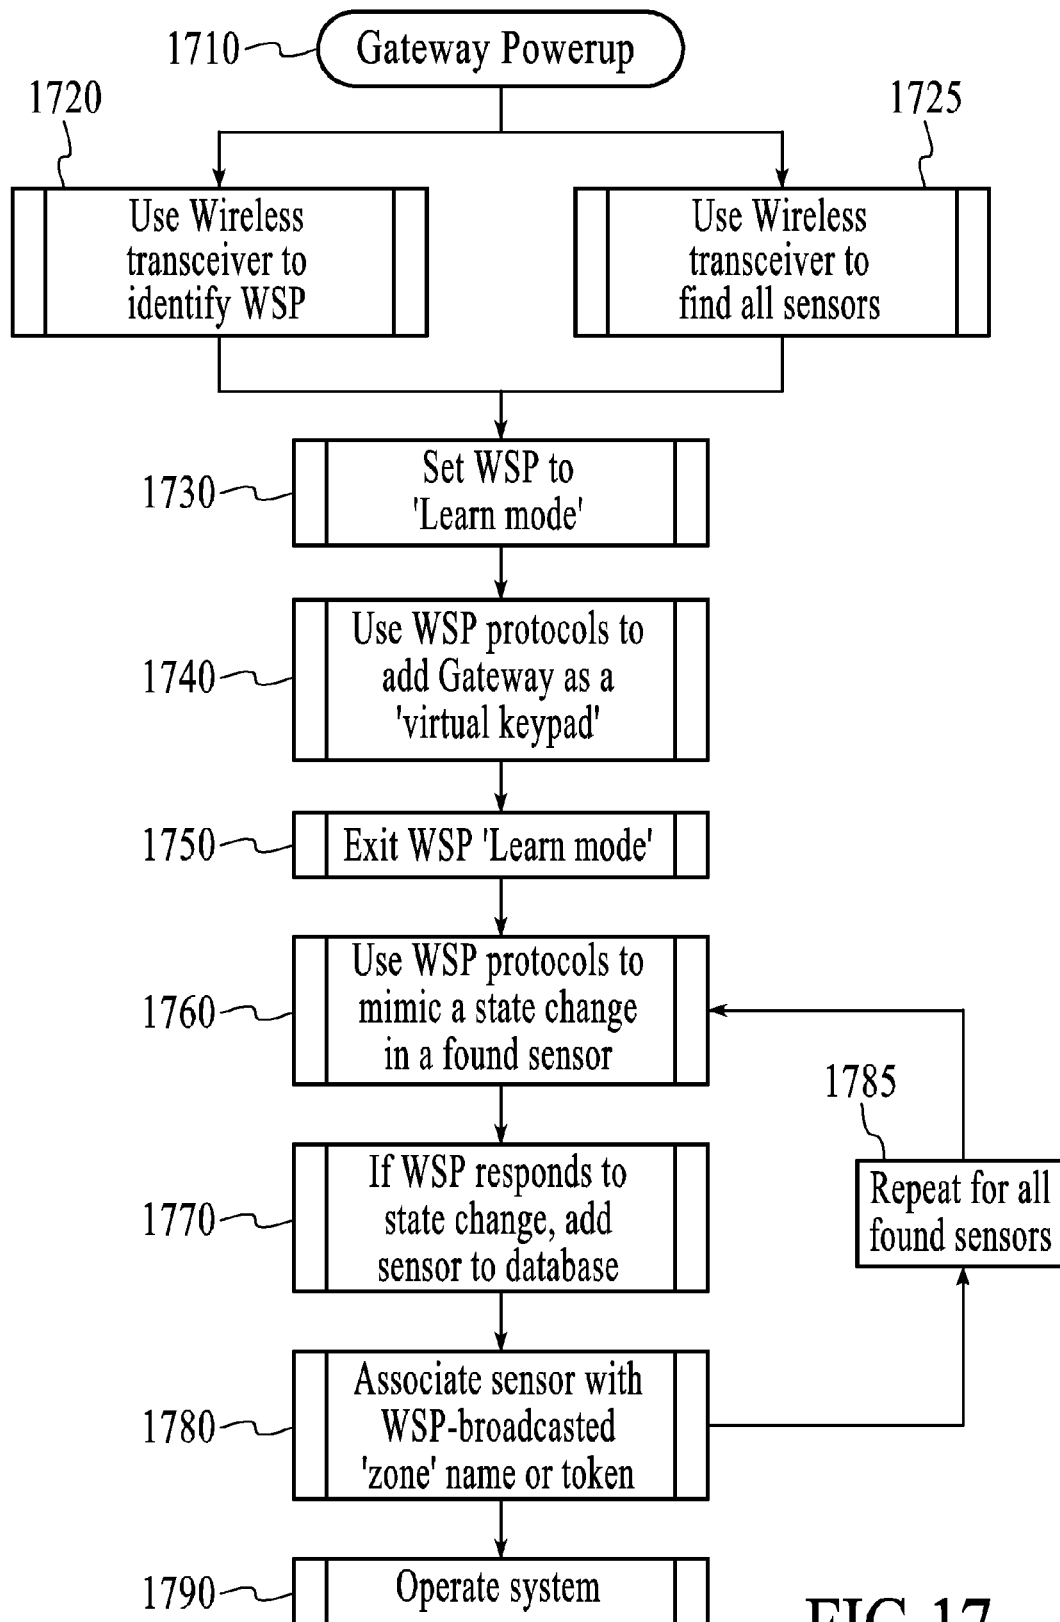 1710
Gateway Powerup
1720
1725
Use Wireless
transceiver to
identify WSP
Use Wireless
transceiver to
find all sensors
1730
Set WSP to
'Learn mode'
1740
Use WSP protocols to
add Gateway as a
'virtual keypad'
1750
Exit WSP 'Learn mode'
1760
Use WSP protocols to
mimic a state change
in a found sensor
1785
Repeat for all
found sensors
1770
If WSP responds to
state change, add
sensor to database
1780
Associate sensor with
WSP-broadcasted
'zone' name or token
1790
Operate system
FIG.17